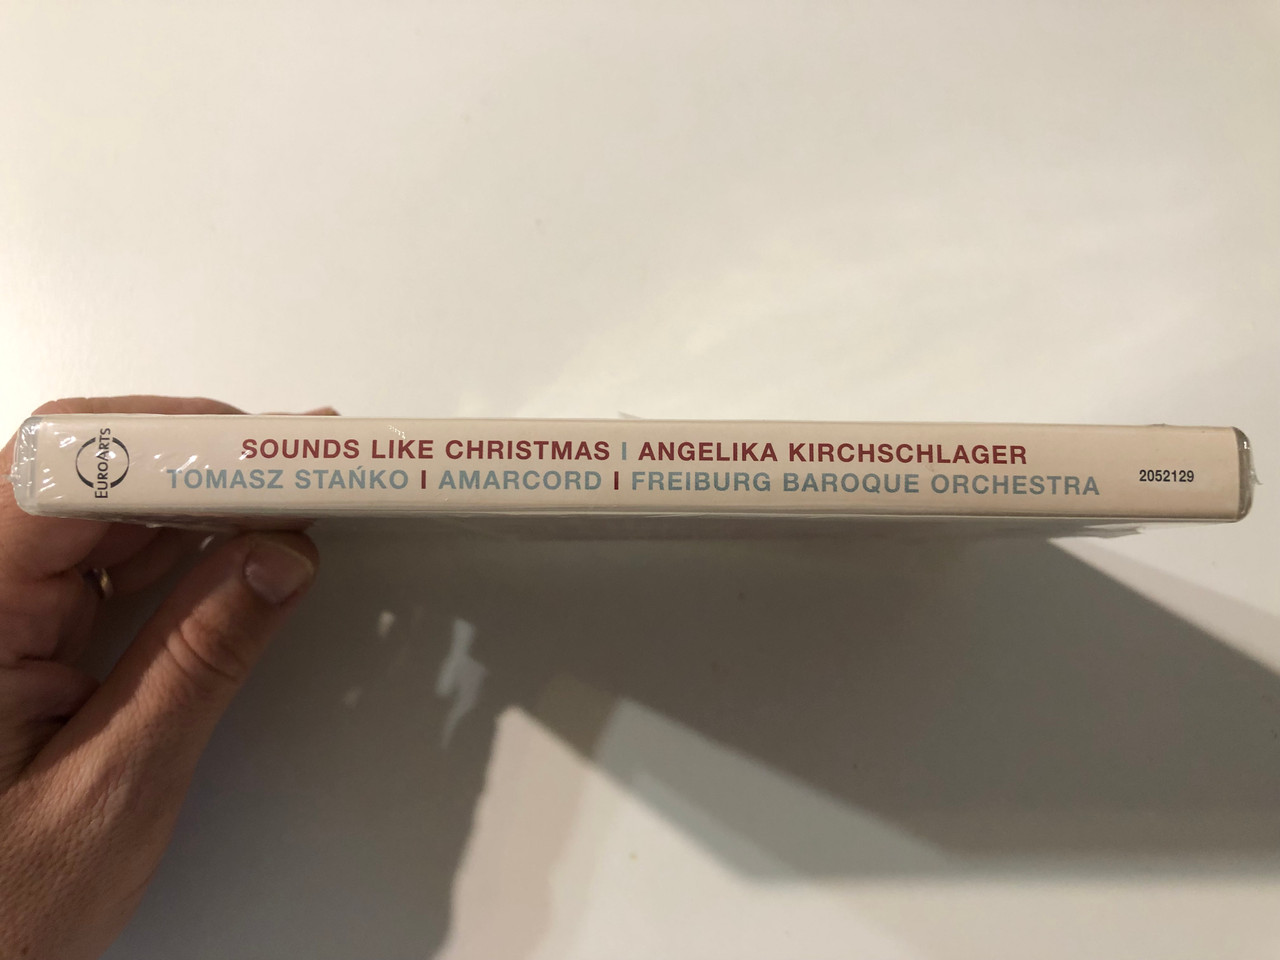 EUROARTS
SOUNDS LIKE CHRISTMAS | ANGELIKA KIRCHSCHLAGER
TOMASZ STAŃKO | AMARCORD | FREIBURG BAROQUE ORCHESTRA
2052129